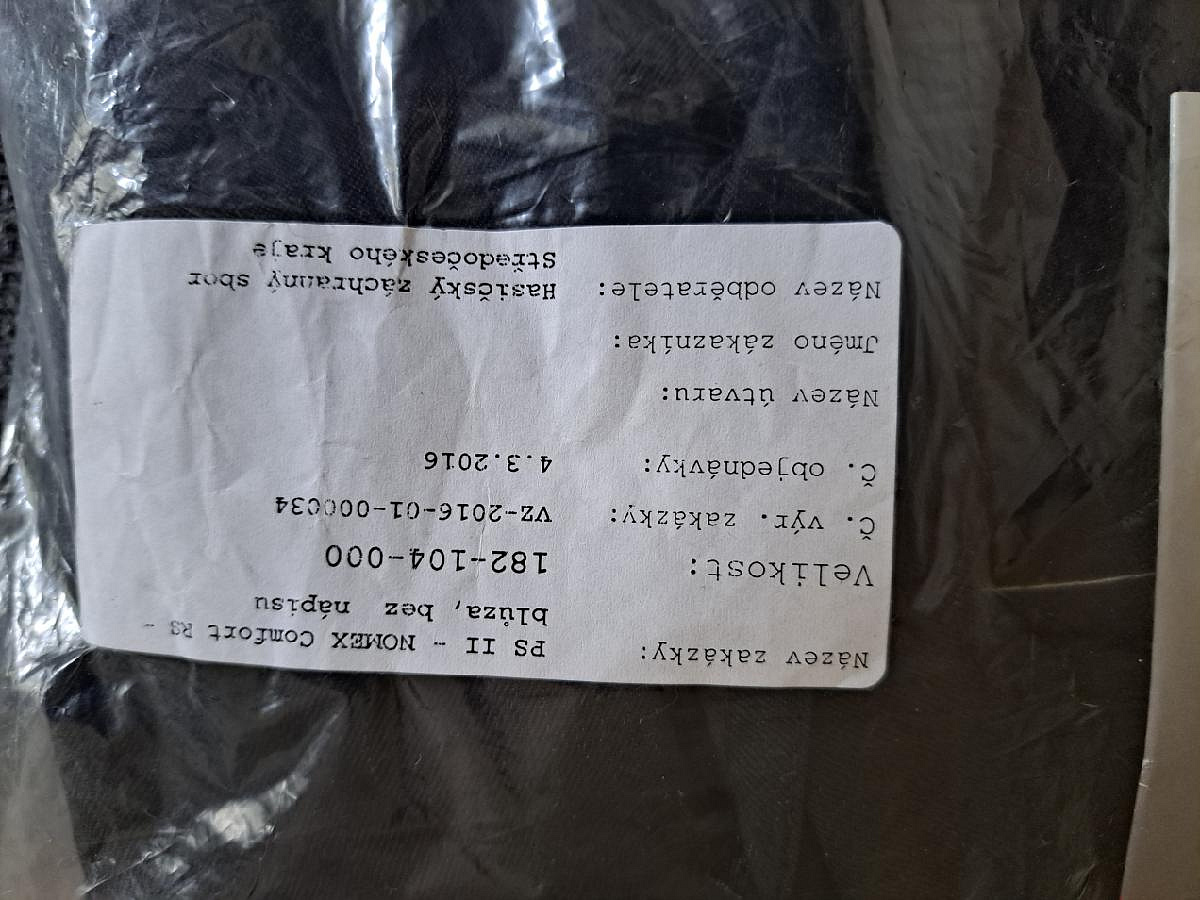 Název zakázky: PS II - NOMEX Comfort RS -
blůza, bez nápisu
Velikost: 182-104-000
Č. výr. zakázky: VZ-2016-01-000034
Č. objednávky: 4.3.2016
Název útvaru:
Jméno zákazníka:
Název odběratele: Hasičský záchranný sbor
Středočeského kraje